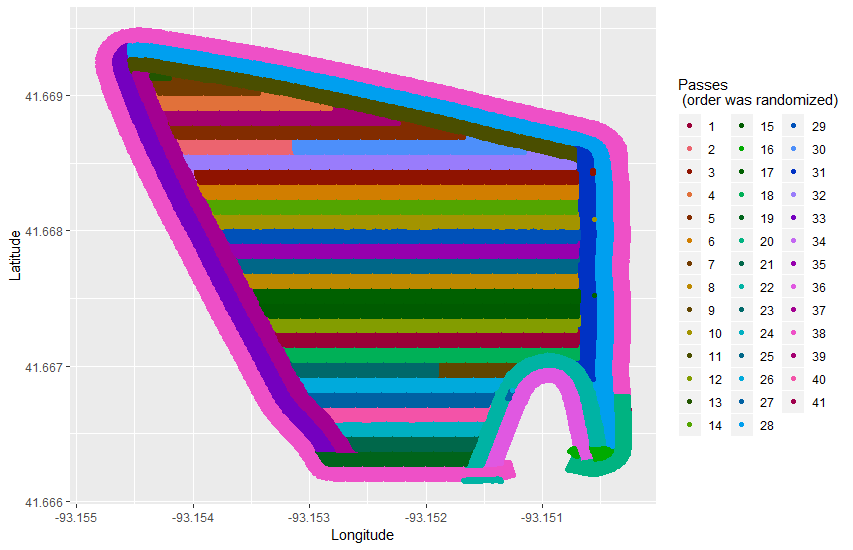 Passes
(order was randomized)
1 15 29
2 16 30
3 17 31
4 18 32
5 19 33
6 20 34
7 21 35
8 22 36
9 23 37
10 24 38
11 25 39
12 26 40
13 27 41
14 28
41.669
41.668
41.667
41.666
Latitude
-93.155 -93.154 -93.153 -93.152 -93.151
Longitude